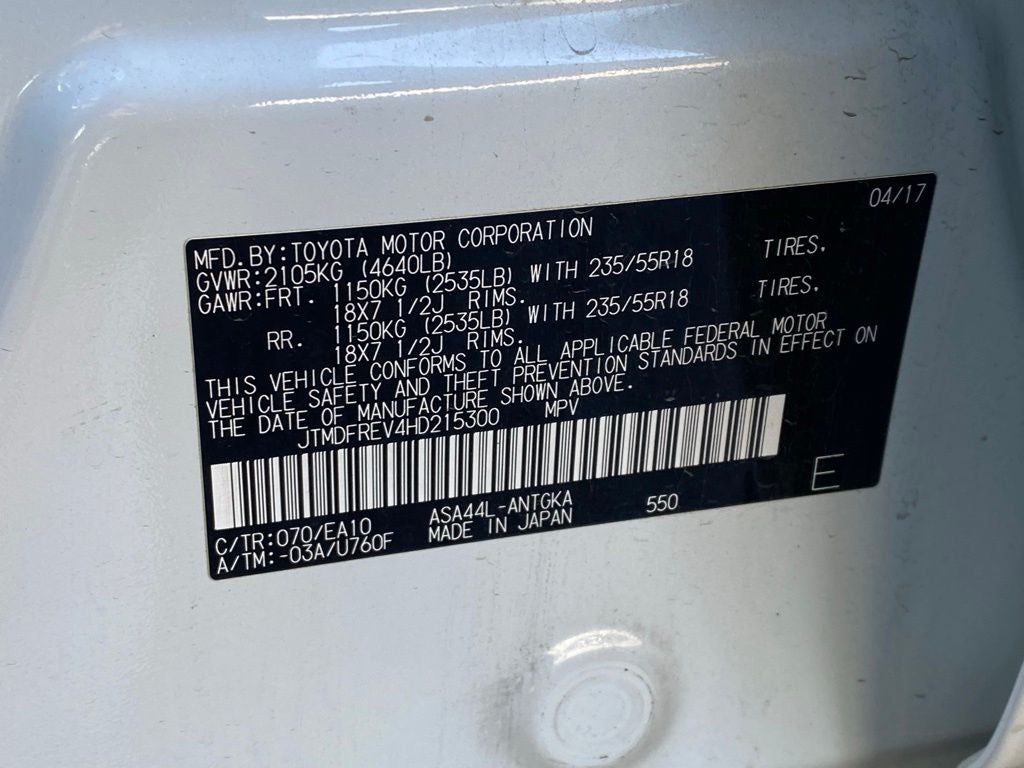 04/17
MFD.BY:TOYOTA MOTOR CORPORATION
GVWR:2105KG (4640LB)
GAWR:FRT. 1150KG (2535LB) WITH 235/55R18 TIRES.
18X7 1/2J RIMS.
RR. 1150KG (2535LB) WITH 235/55R18 TIRES.
18X7 1/2J RIMS.
THIS VEHICLE CONFORMS TO ALL APPLICABLE FEDERAL MOTOR
VEHICLE SAFETY AND THEFT PREVENTION STANDARDS IN EFFECT ON
THE DATE OF MANUFACTURE SHOWN ABOVE.
JTMDFREV4HD215300 MPV
E
C/TR:070/EA10 ASA44L-ANTGKA 550
A/TM:-03A/U760F MADE IN JAPAN